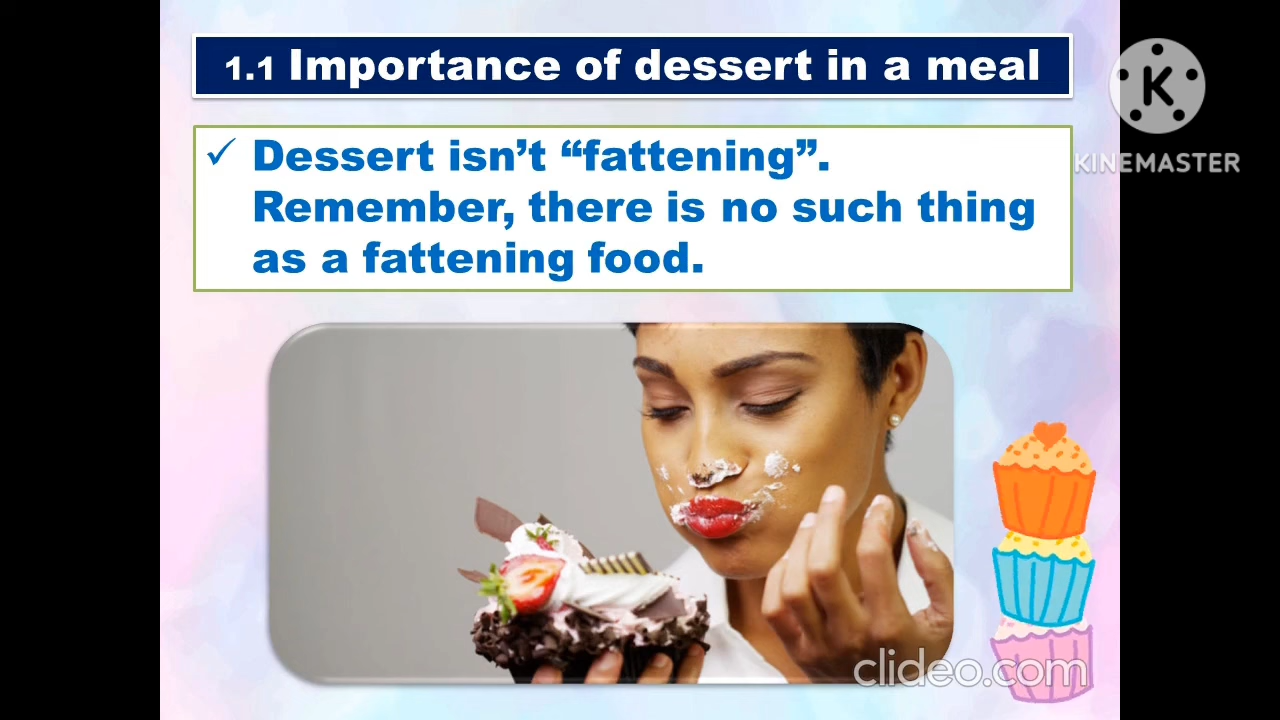 1.1 Importance of dessert in a meal
✓ Dessert isn’t “fattening”.
Remember, there is no such thing
as a fattening food.
K
KINEMASTER
clideo.com